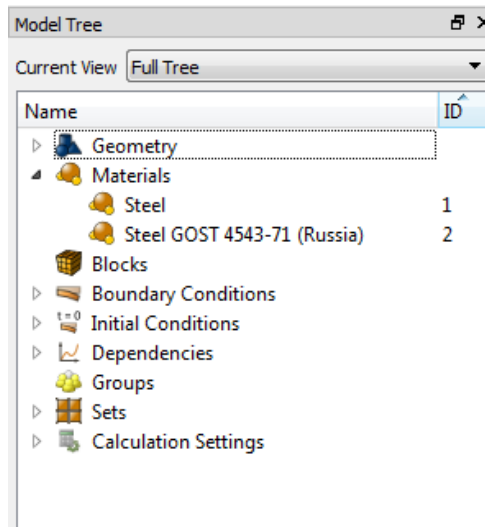 Model Tree
Current View Full Tree
Name ID
Geometry
Materials
Steel 1
Steel GOST 4543-71 (Russia) 2
Blocks
Boundary Conditions
t=0 Initial Conditions
Dependencies
Groups
Sets
Calculation Settings